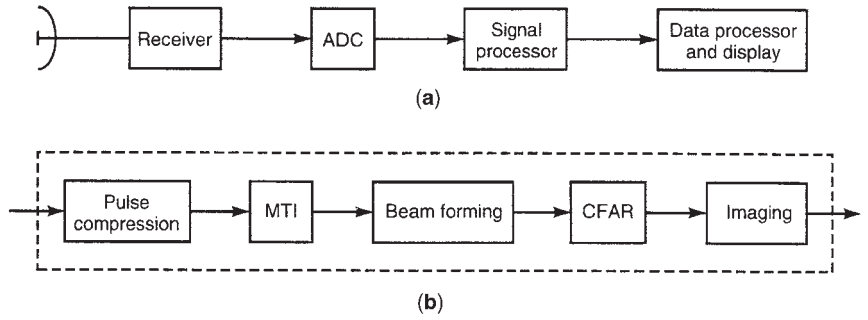 Receiver
ADC
Signal
processor
Data processor
and display
(a)
Pulse
compression
MTI
Beam forming
CFAR
Imaging
(b)